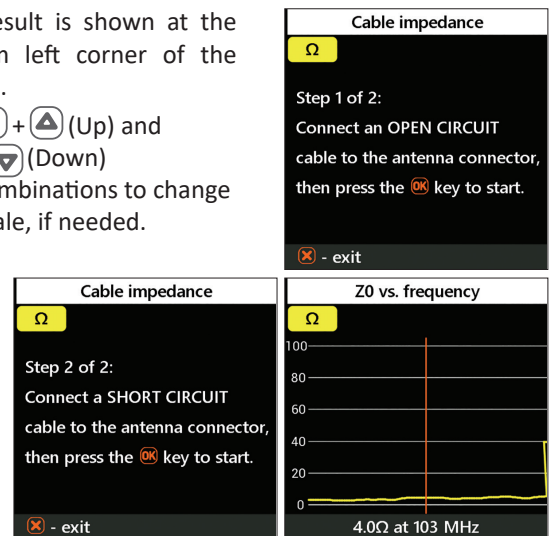 esult is shown at the
left corner of the
.
+ (Up) and
(Down)
mbinations to change
ale, if needed.
Cable impedance
Ω
Step 1 of 2:
Connect an OPEN CIRCUIT
cable to the antenna connector,
then press the OK key to start.
- exit
Cable impedance
Ω
Step 2 of 2:
Connect a SHORT CIRCUIT
cable to the antenna connector,
then press the OK key to start.
- exit
Z0 vs. frequency
Ω
100
80
60
40
20
0
4.0Ω at 103 MHz